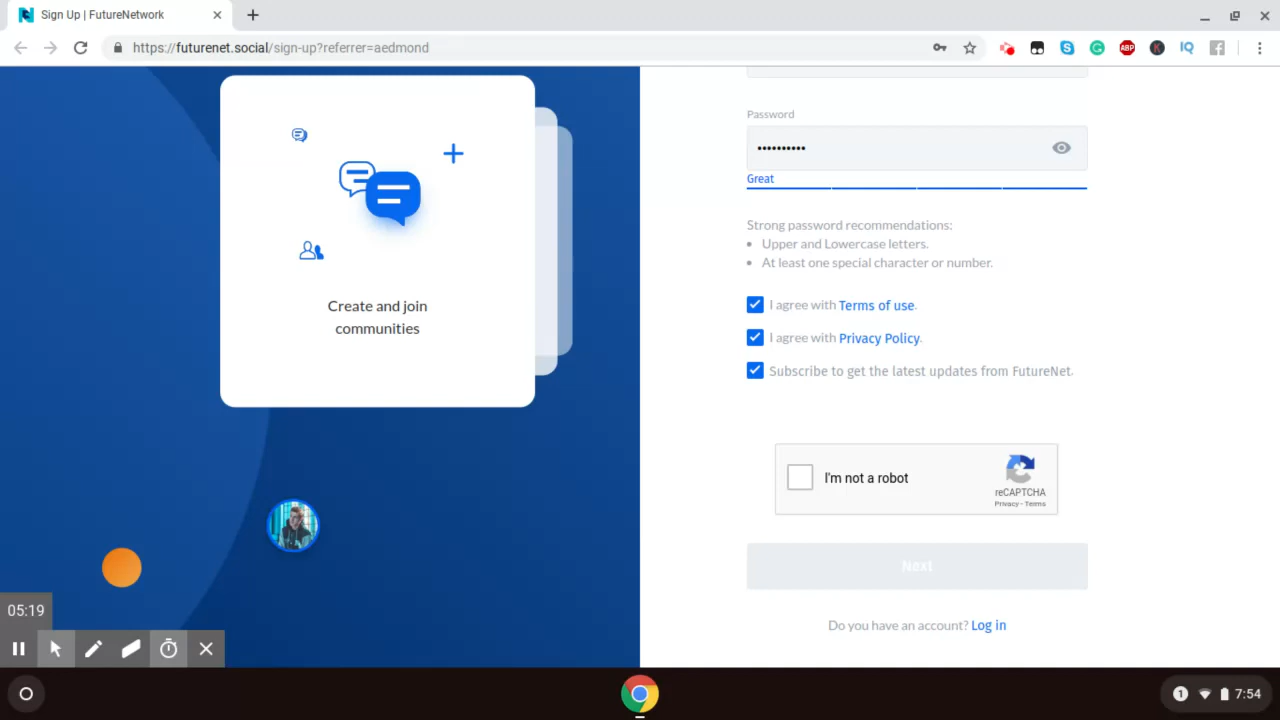 Sign Up | FutureNetwork
https://futurenet.social/sign-up?referrer=aedmond
ABP
K
IQ
Create and join
communities
Password
••••••••••
Great
Strong password recommendations:
• Upper and Lowercase letters.
• At least one special character or number.
I agree with Terms of use.
I agree with Privacy Policy.
Subscribe to get the latest updates from FutureNet.
I'm not a robot
reCAPTCHA
Privacy - Terms
Next
Do you have an account? Log in
05:19
1
7:54